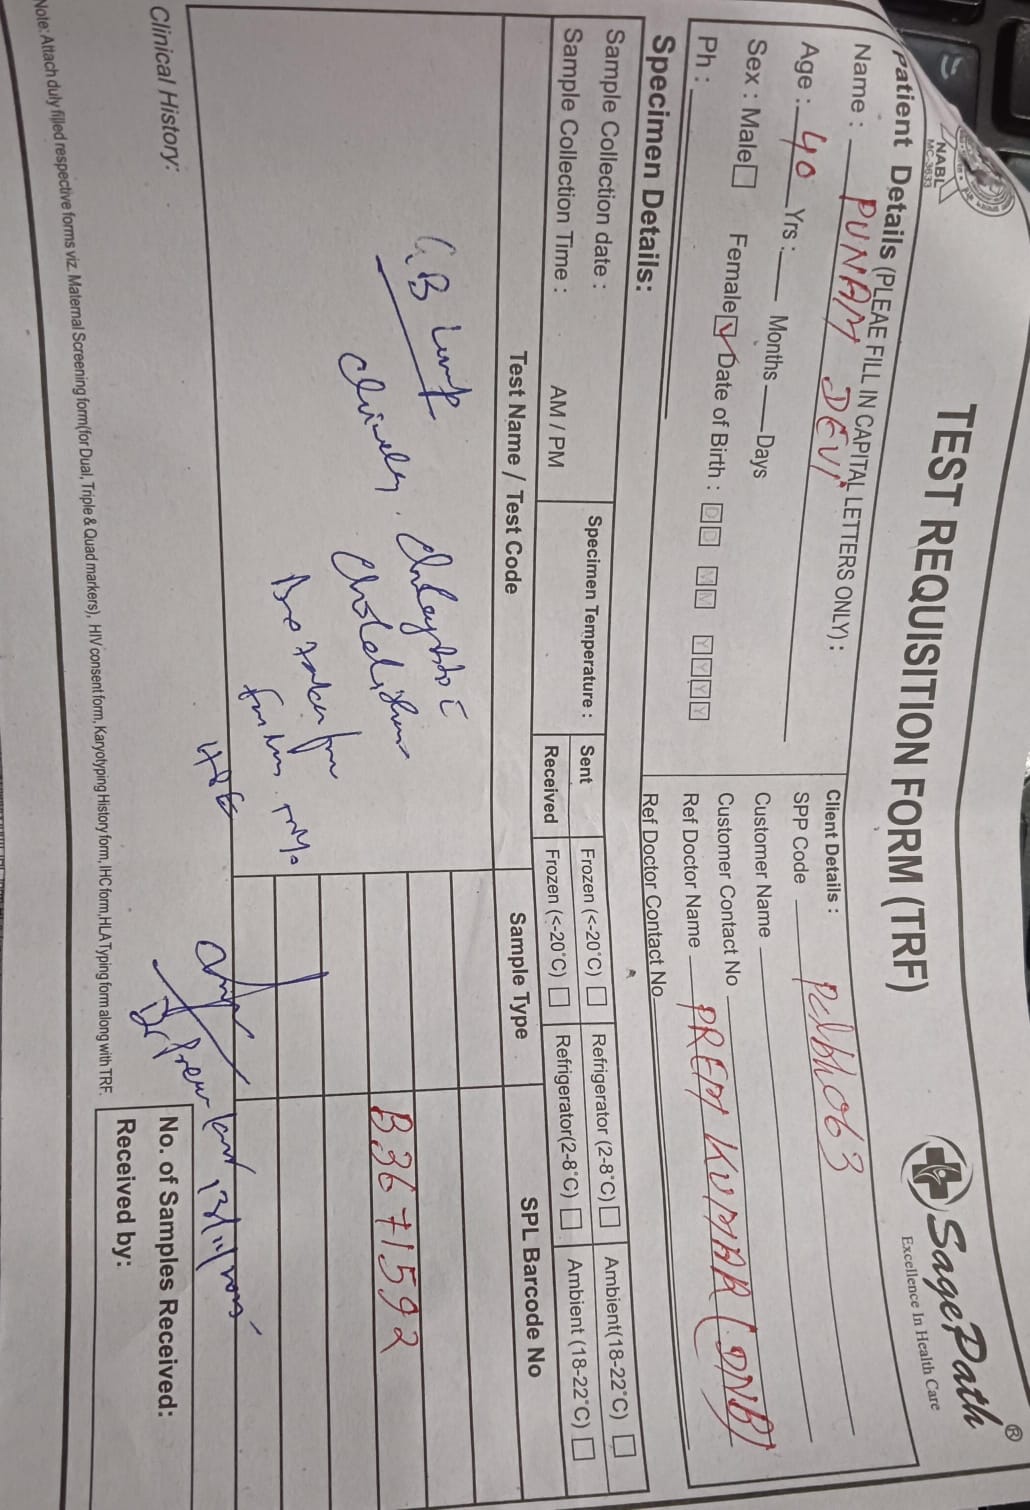 NABL
MC-3633
TEST REQUISITION FORM (TRF)
SagePath ®
Excellence In Health Care
Patient Details (PLEAE FILL IN CAPITAL LETTERS ONLY) :
Name : PUNAM DEVI
Age : 40 Yrs : Months Days
Sex : Male Female Date of Birth : D D M M Y Y Y Y
Ph :
Client Details :
SPP Code
Customer Name
Customer Contact No
Ref Doctor Name PREM KUMAR (DNB)
Ref Doctor Contact No
Specimen Details:
Sample Collection date :
Sample Collection Time : AM / PM
Specimen Temperature :
Sent Frozen (<-20°C) Refrigerator (2-8°C) Ambient(18-22°C)
Received Frozen (<-20°C) Refrigerator(2-8°C) Ambient (18-22°C)
Test Name / Test Code Sample Type SPL Barcode No
GB
B3671592
HPE
Clinical History:
No. of Samples Received:
Received by:
Note: Attach duly filled respective forms viz. Maternal Screening form(for Dual, Triple & Quad markers), HIV consent form, Karyotyping History form, IHC form,HLA Typing form along with TRF.